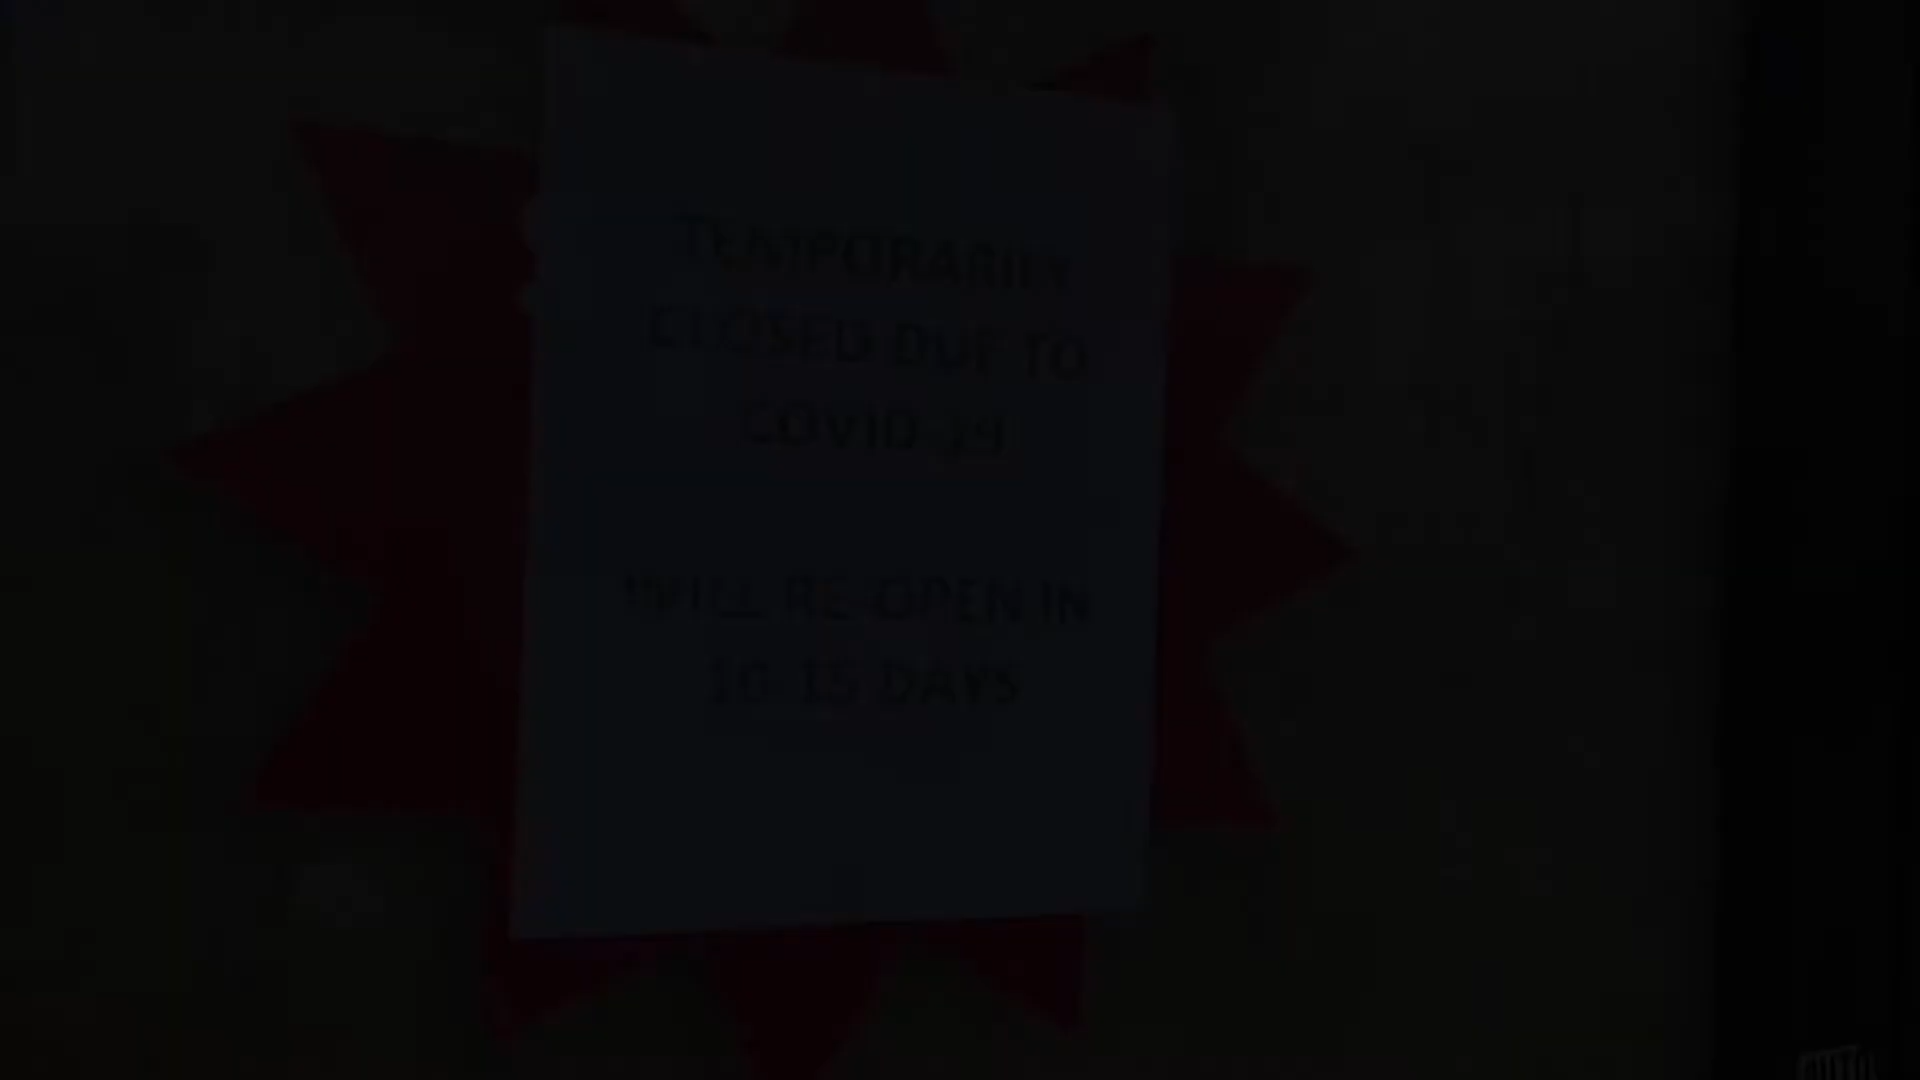 TEMPORARILY
CLOSED DUE TO
COVID-19
WILL RE-OPEN IN
10-15 DAYS